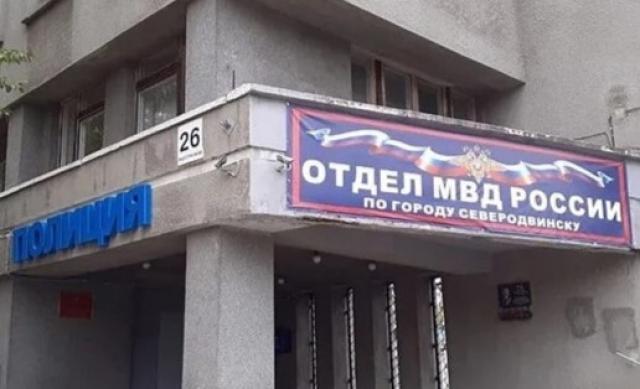 ПОЛИЦИЯ
26
ОТДЕЛ МВД РОССИИ
ПО ГОРОДУ СЕВЕРОДВИНСКУ